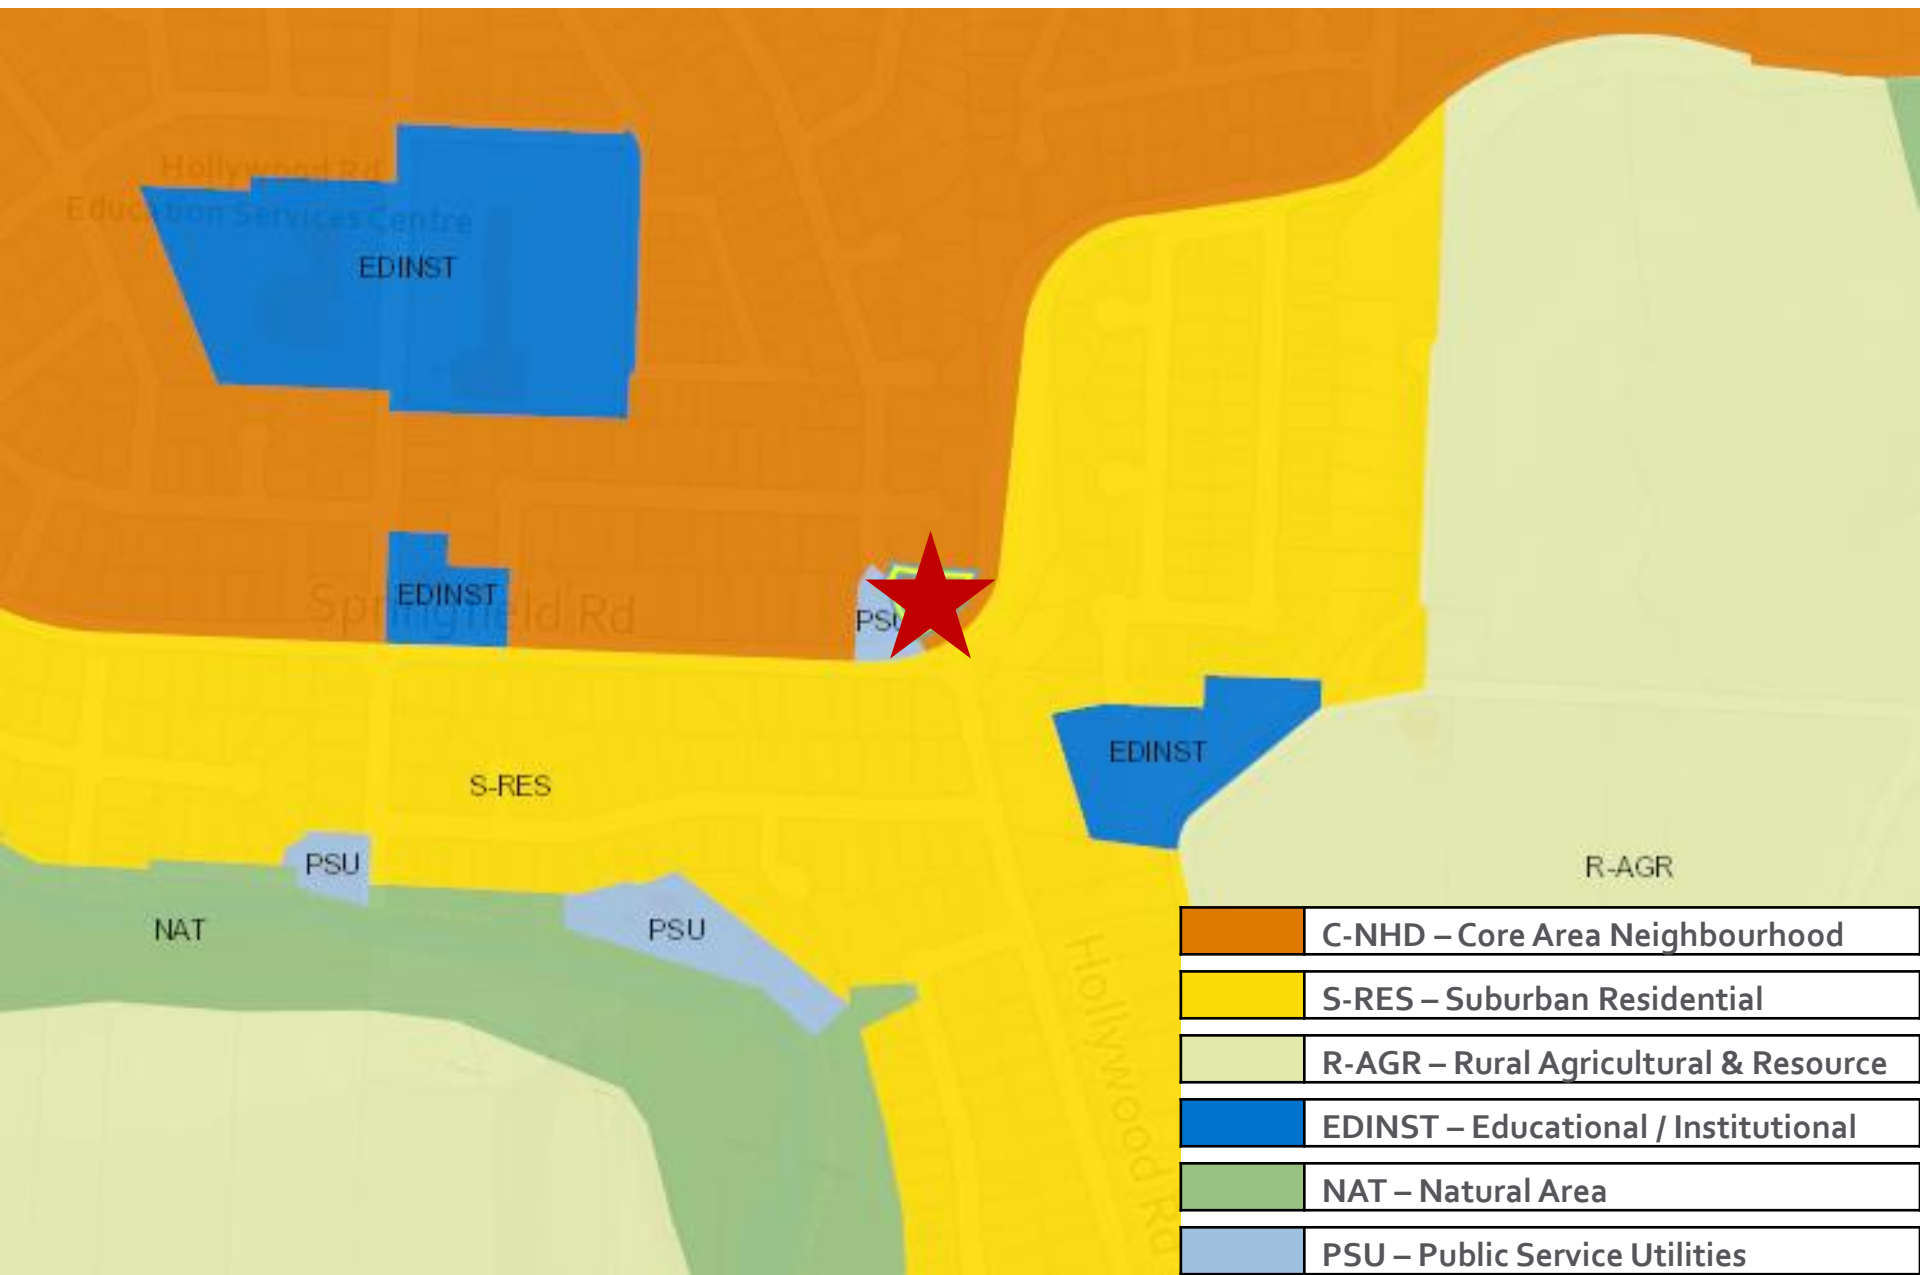 Hollywood Rd
Education Services Centre
EDINST
EDINST
Springfield Rd
PSU
EDINST
S-RES
PSU
R-AGR
NAT
PSU
Hollywood Rd
C-NHD – Core Area Neighbourhood
S-RES – Suburban Residential
R-AGR – Rural Agricultural & Resource
EDINST – Educational / Institutional
NAT – Natural Area
PSU – Public Service Utilities